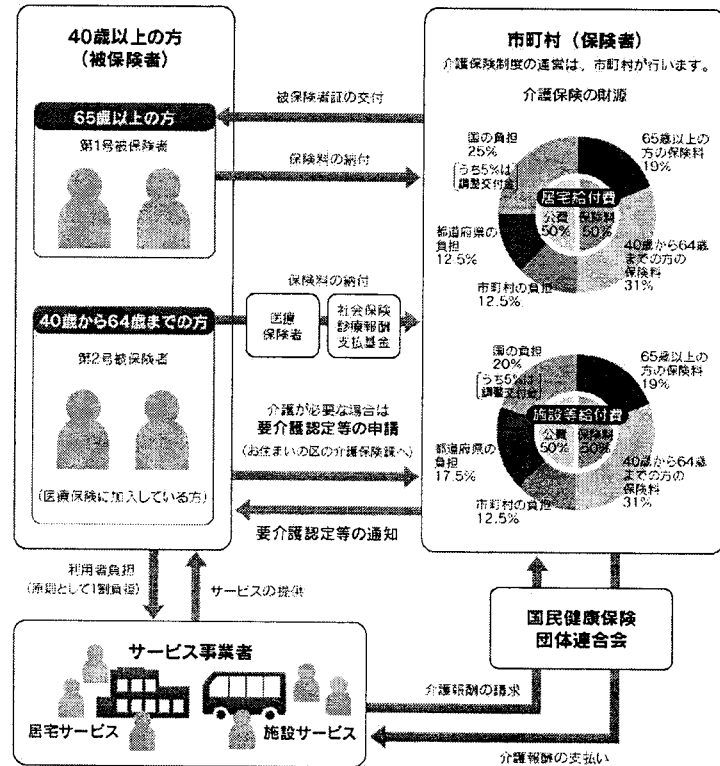 40歳以上の方
(被保険者)
65歳以上の方
第1号被保険者
40歳から64歳までの方
第2号被保険者
(医療保険に加入している方)
被保険者証の交付
保険料の納付
保険料の納付
医療
保険者
社会保険
診療報酬
支払基金
介護が必要な場合は
要介護認定等の申請
(お住まいの区の介護保険課へ)
要介護認定等の通知
市町村(保険者)
介護保険制度の運営は、市町村が行います。
介護保険の財源
国の負担
25%
うち5%は
調整交付金
65歳以上の
方の保険料
19%
居宅給付費
公費
50%
保険料
50%
都道府県の
負担
12.5%
市町村の負担
12.5%
40歳から64歳
までの方の
保険料
31%
国の負担
20%
うち5%は
調整交付金
65歳以上の
方の保険料
19%
施設等給付費
公費
50%
保険料
50%
都道府県の
負担
17.5%
市町村の負担
12.5%
40歳から64歳
までの方の
保険料
31%
利用者負担
(原則として1割負担)
サービスの提供
サービス事業者
居宅サービス
施設サービス
国民健康保険
団体連合会
介護報酬の請求
介護報酬の支払い